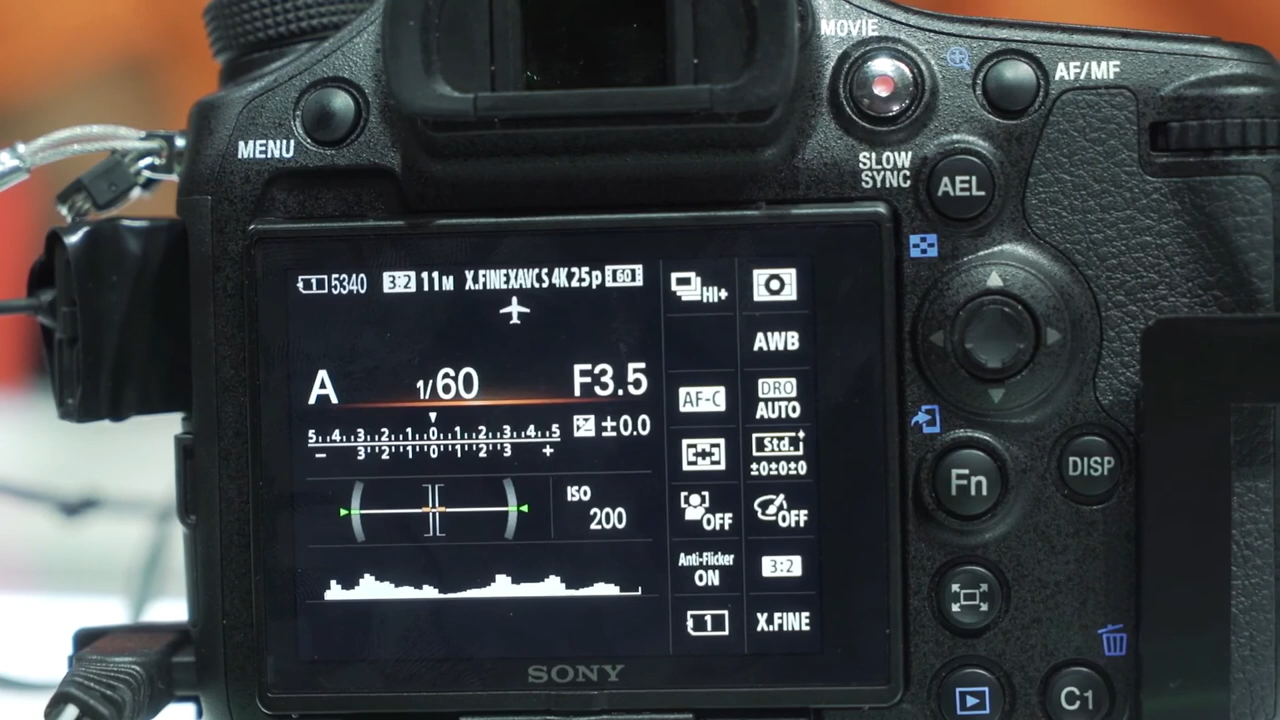 MOVIE
AF/MF
MENU
SLOW
SYNC
AEL
1 5340 3:2 11M X.FINE XAVC S 4K 25p 60
HI+
AWB
A 1/60 F3.5
AF-C
DRO
AUTO
±0.0
5 4 3 2 1 0 1 2 3 4 5
− 3 2 1 0 1 2 3 +
Std.
±0±0±0
Fn
DISP
ISO
200
OFF
OFF
Anti-Flicker
ON
3:2
1
X.FINE
SONY
C1